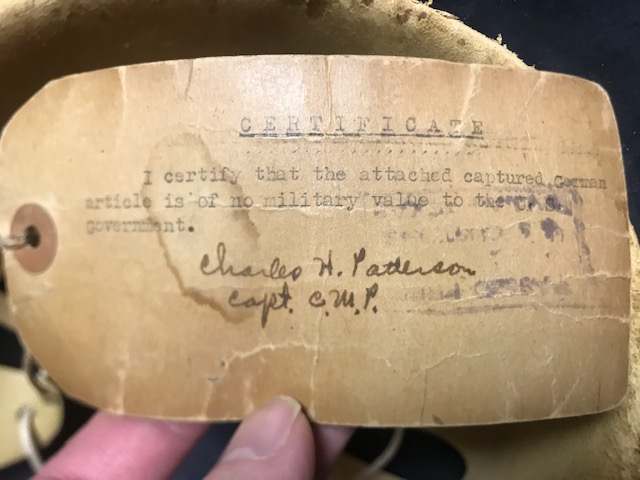 CERTIFICATE
I certify that the attached captured German
article is of no military value to the U.S.
government.
Charles H. Patterson
Capt. C.M.P.